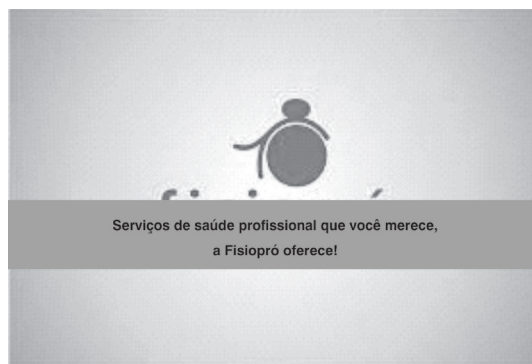 Serviços de saúde profissional que você merece,
a Fisiopró oferece!